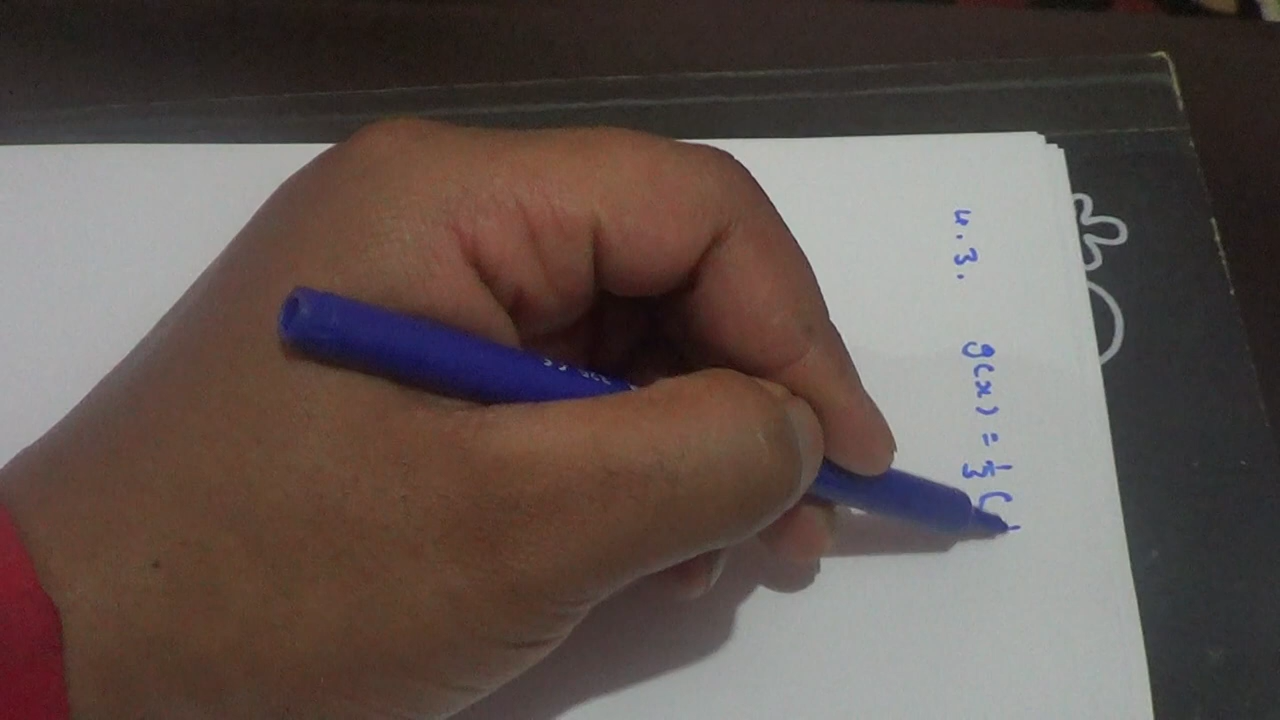 4.3. g(x) = 1/3 (